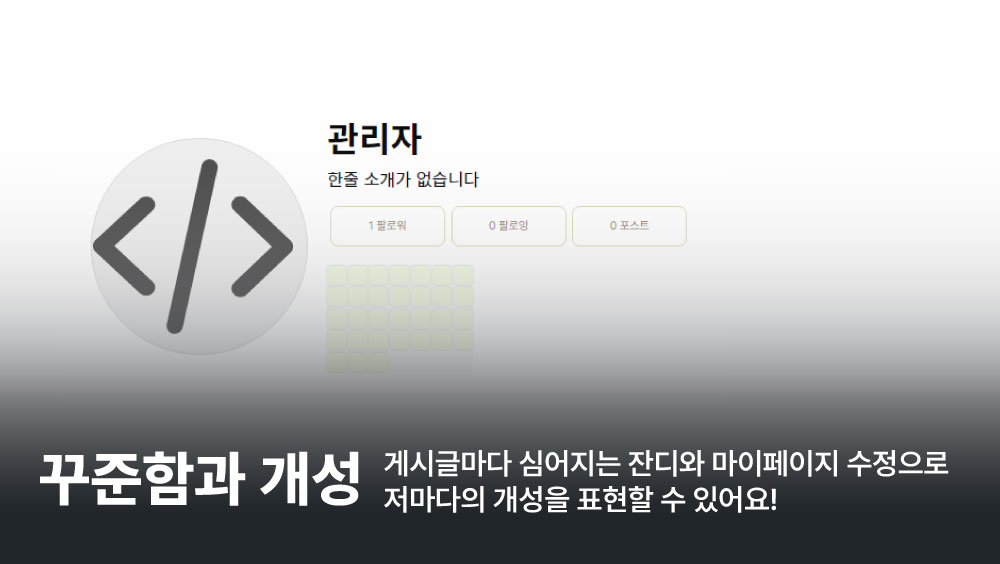 관리자
한줄 소개가 없습니다
1 팔로워
0 팔로잉
0 포스트
꾸준함과 개성
게시글마다 심어지는 잔디와 마이페이지 수정으로
저마다의 개성을 표현할 수 있어요!